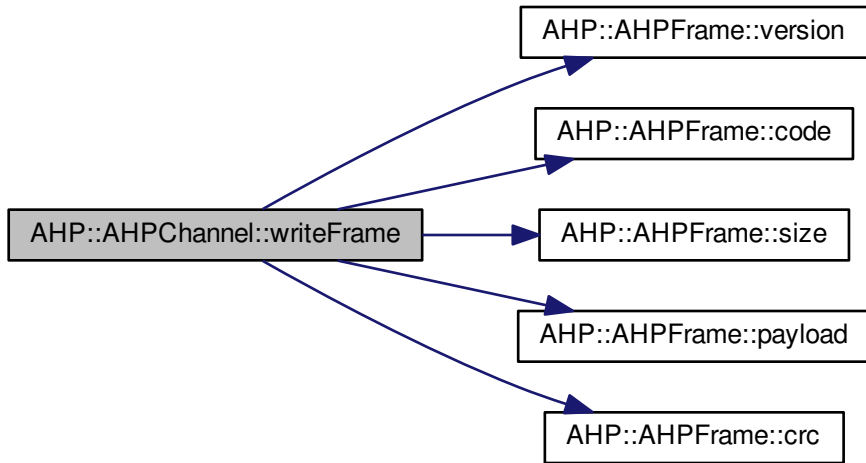 AHP::AHPFrame::version
AHP::AHPFrame::code
AHP::AHPChannel::writeFrame
AHP::AHPFrame::size
AHP::AHPFrame::payload
AHP::AHPFrame::crc